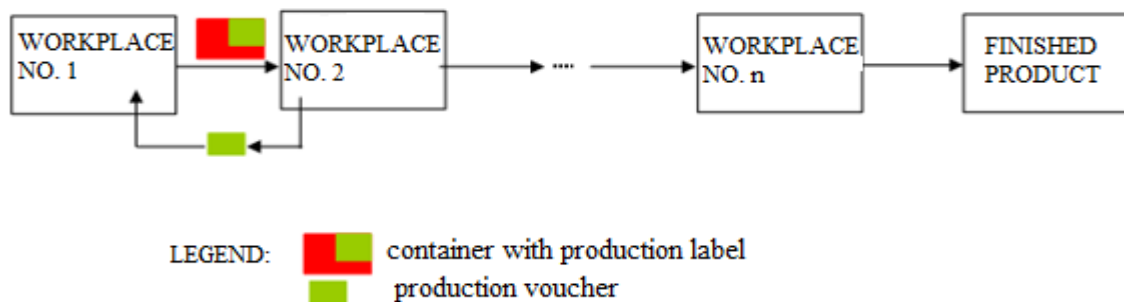 WORKPLACE
NO. 1
WORKPLACE
NO. 2
....
WORKPLACE
NO. n
FINISHED
PRODUCT
LEGEND:
container with production label
production voucher